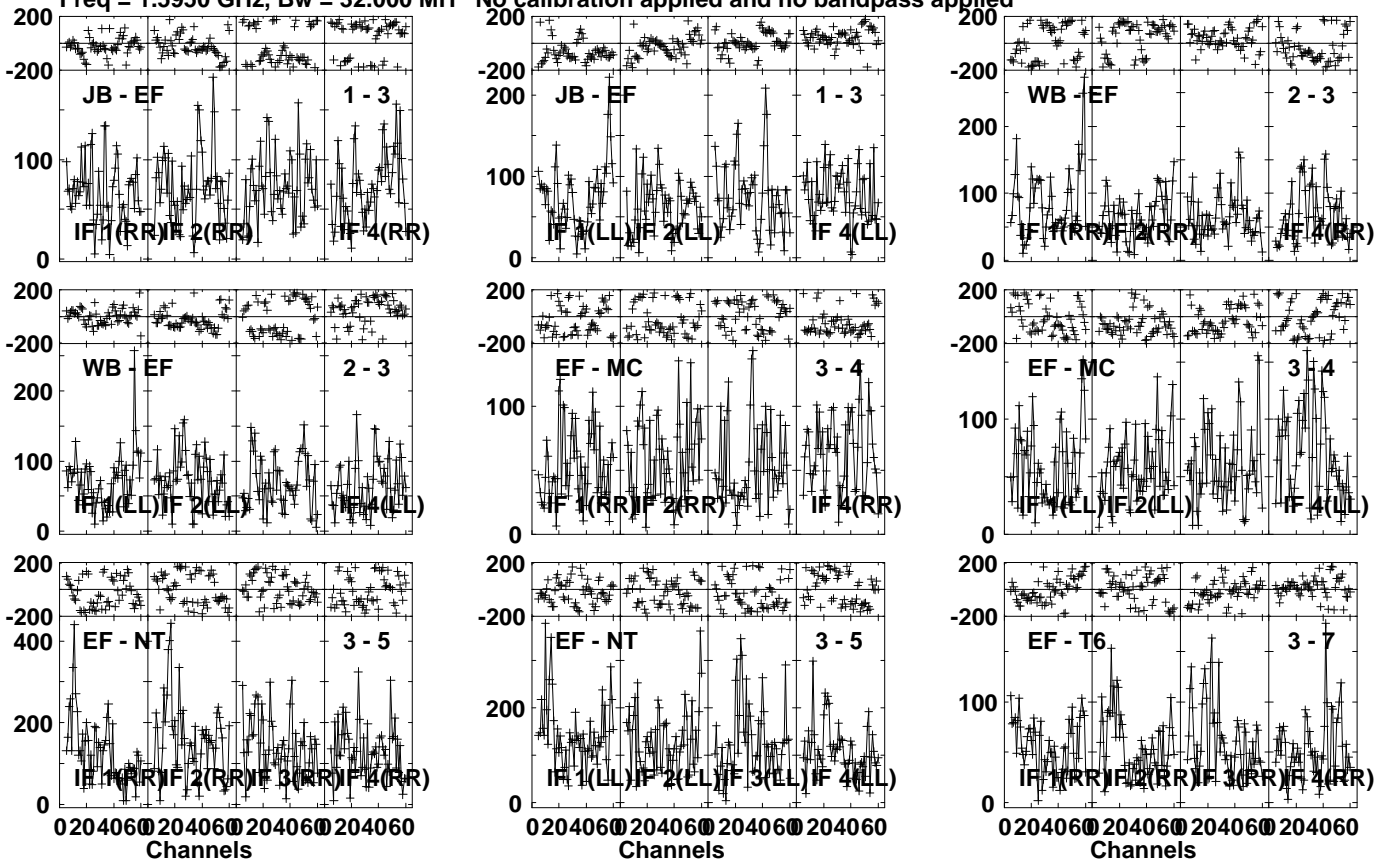 Freq = 1.5950 GHz, Bw = 32.000 MH No calibration applied and no bandpass applied
200
-200
JB - EF 1 - 3
100
0
IF 1(RR) IF 2(RR) IF 4(RR)
200
-200
JB - EF 1 - 3
200
100
0
IF 1(LL) IF 2(LL) IF 4(LL)
200
-200
WB - EF 2 - 3
200
100
0
IF 1(RR) IF 2(RR) IF 4(RR)
200
-200
WB - EF 2 - 3
200
100
0
IF 1(LL) IF 2(LL) IF 4(LL)
200
-200
EF - MC 3 - 4
100
0
IF 1(RR) IF 2(RR) IF 4(RR)
200
-200
EF - MC 3 - 4
100
0
IF 1(LL) IF 2(LL) IF 4(LL)
200
-200
400
EF - NT 3 - 5
200
0
IF 1(RR) IF 2(RR) IF 3(RR) IF 4(RR)
0 20 40 60 0 20 40 60 0 20 40 60 0 20 40 60
Channels
200
-200
EF - NT 3 - 5
200
0
IF 1(LL) IF 2(LL) IF 3(LL) IF 4(LL)
0 20 40 60 0 20 40 60 0 20 40 60 0 20 40 60
Channels
200
-200
EF - T6 3 - 7
100
0
IF 1(RR) IF 2(RR) IF 3(RR) IF 4(RR)
0 20 40 60 0 20 40 60 0 20 40 60 0 20 40 60
Channels